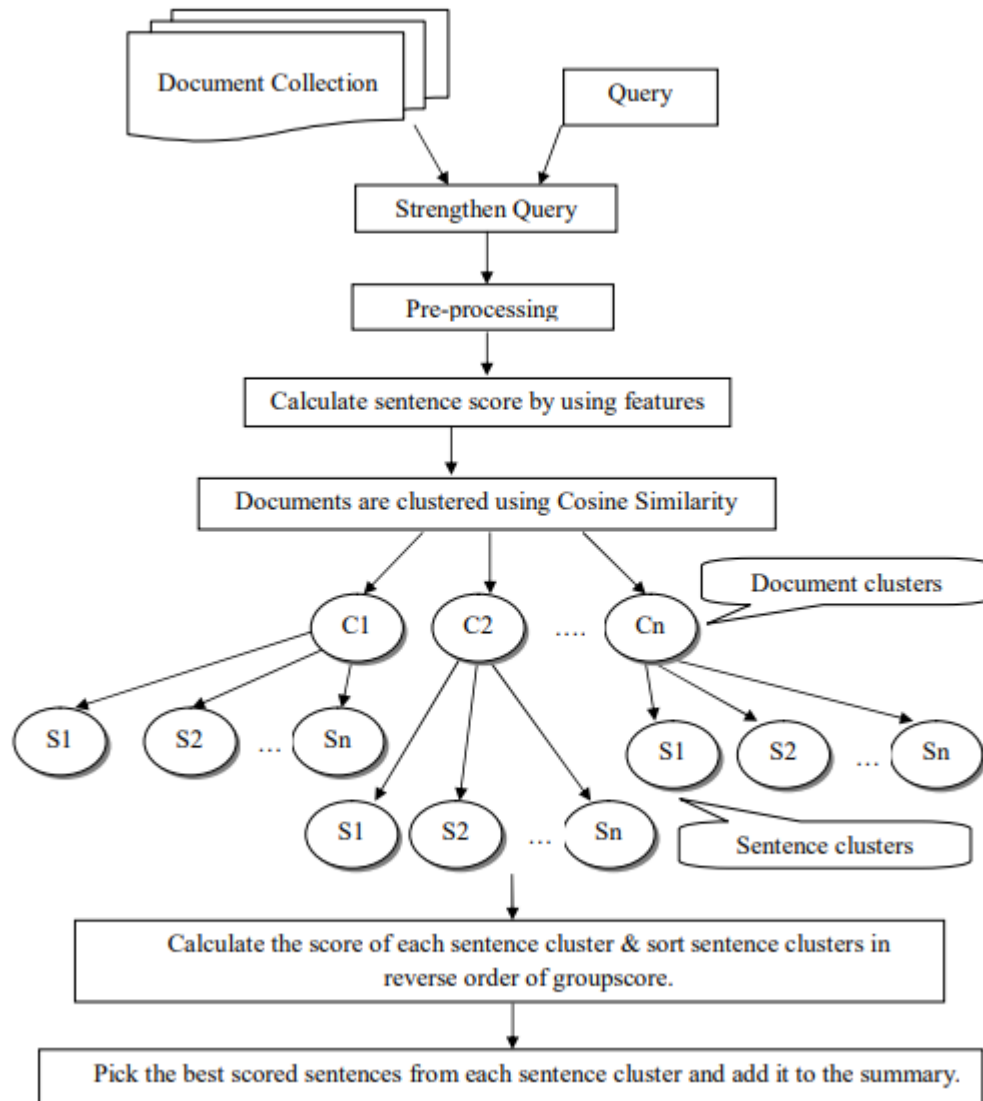 Document Collection
Query
Strengthen Query
Pre-processing
Calculate sentence score by using features
Documents are clustered using Cosine Similarity
Document clusters
C1 C2 .... Cn
S1 S2 ... Sn
S1 S2 ... Sn
S1 S2 ... Sn
Sentence clusters
Calculate the score of each sentence cluster & sort sentence clusters in
reverse order of groupscore.
Pick the best scored sentences from each sentence cluster and add it to the summary.